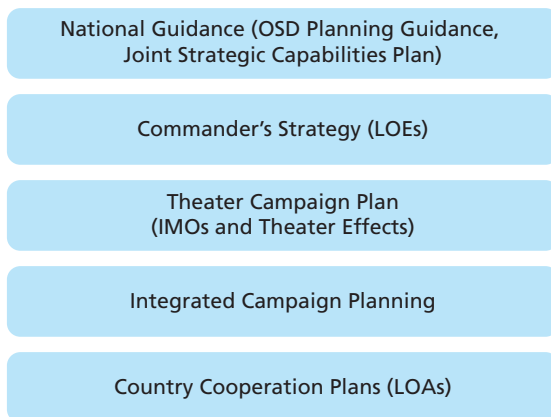 National Guidance (OSD Planning Guidance,
Joint Strategic Capabilities Plan)
Commander’s Strategy (LOEs)
Theater Campaign Plan
(IMOs and Theater Effects)
Integrated Campaign Planning
Country Cooperation Plans (LOAs)